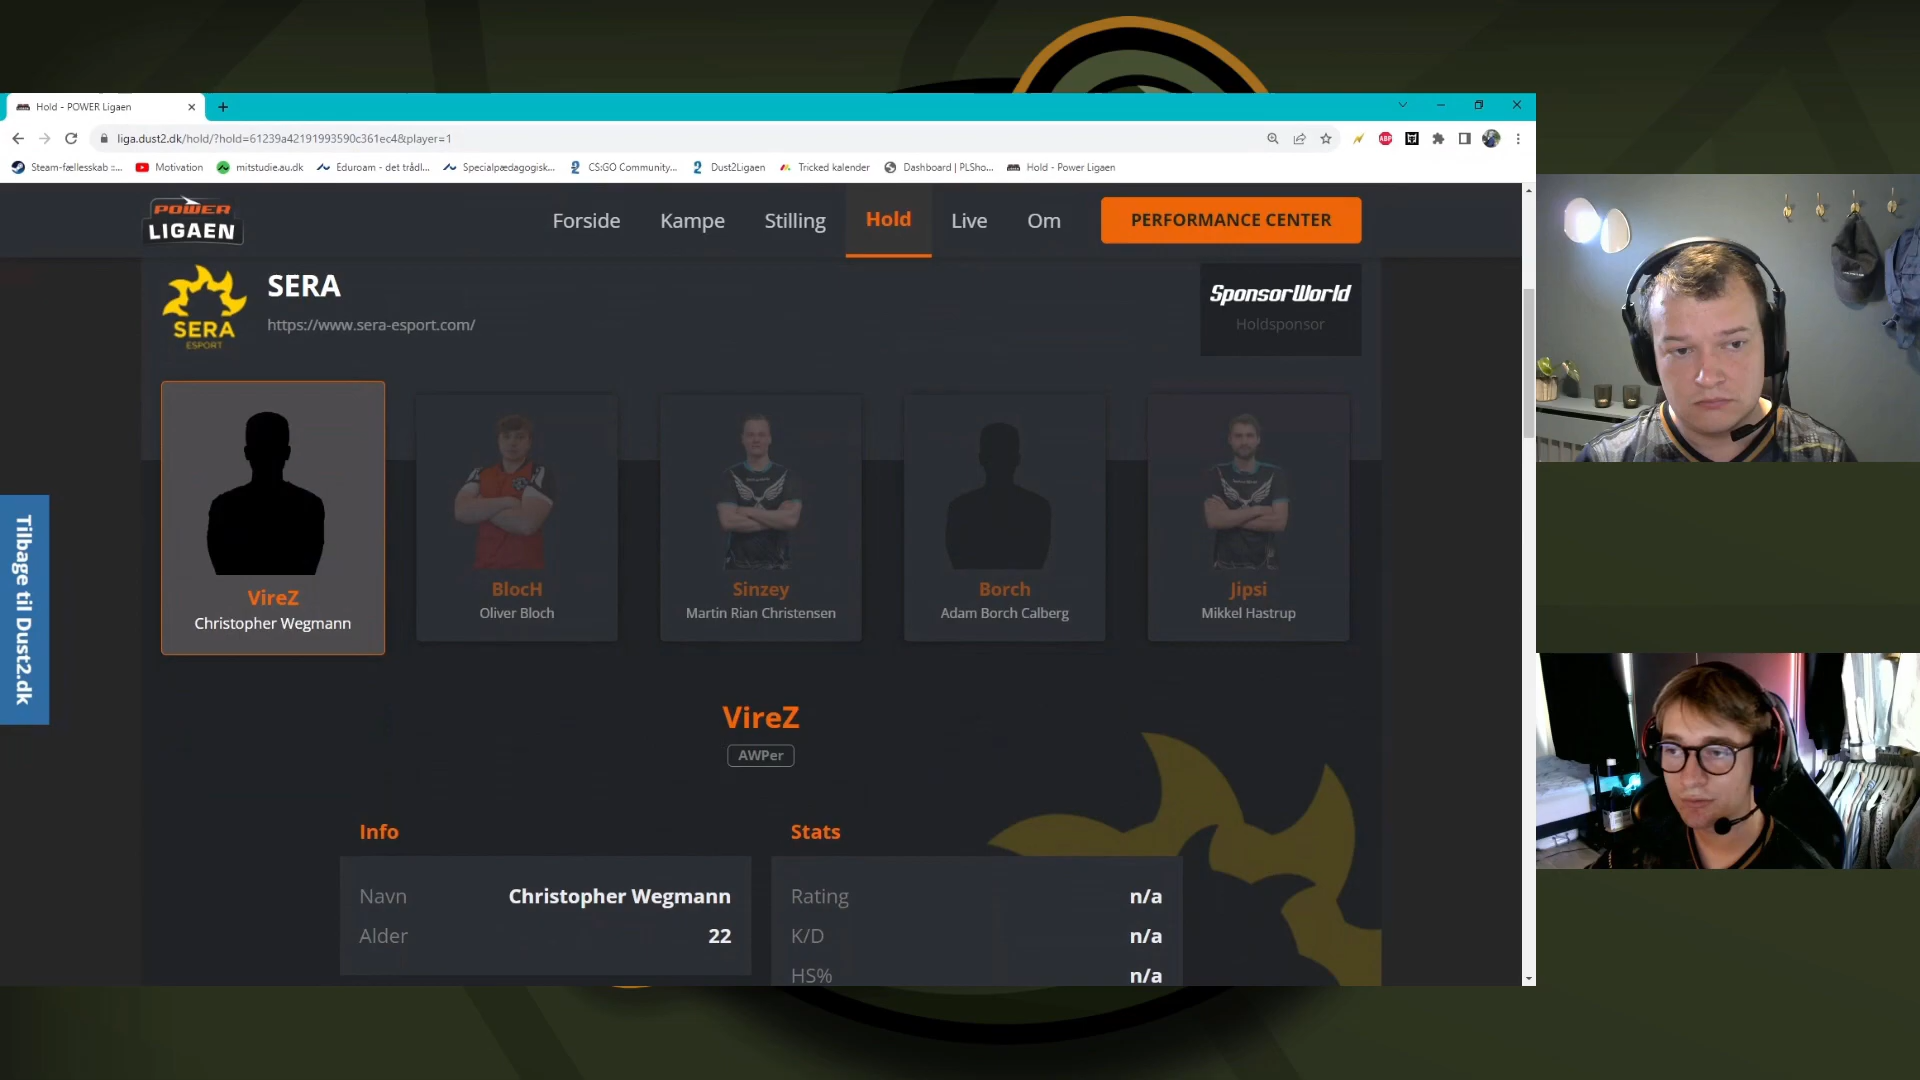 Hold - POWER Ligaen
liga.dust2.dk/hold/?hold=61239a42191993590c361ec4&player=1
Steam-fællesskab ::... Motivation mitstudie.au.dk Eduroam - det trådl... Specialpædagogisk... CS:GO Community... Dust2Ligaen Tricked kalender Dashboard | PLSho... Hold - Power Ligaen
ABP
POWER
LIGAEN
Forside Kampe Stilling Hold Live Om PERFORMANCE CENTER
SERA
ESPORT
SERA
https://www.sera-esport.com/
SponsorWorld
Holdsponsor
VireZ
Christopher Wegmann
BlocH
Oliver Bloch
Sinzey
Martin Rian Christensen
Borch
Adam Borch Calberg
Jipsi
Mikkel Hastrup
Tilbage til Dust2.dk
VireZ
AWPer
Info
Navn Christopher Wegmann
Alder 22
Stats
Rating n/a
K/D n/a
HS% n/a